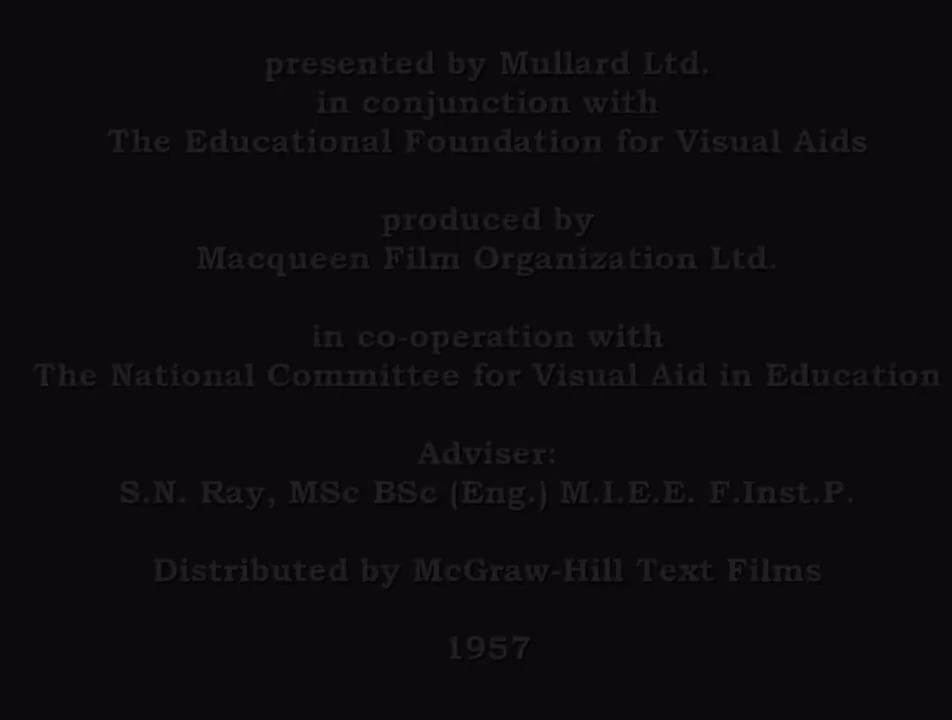 presented by Mullard Ltd.
in conjunction with
The Educational Foundation for Visual Aids
produced by
Macqueen Film Organization Ltd.
in co-operation with
The National Committee for Visual Aid in Education
Adviser:
S.N. Ray, MSc BSc (Eng.) M.I.E.E. F.Inst.P.
Distributed by McGraw-Hill Text Films
1957